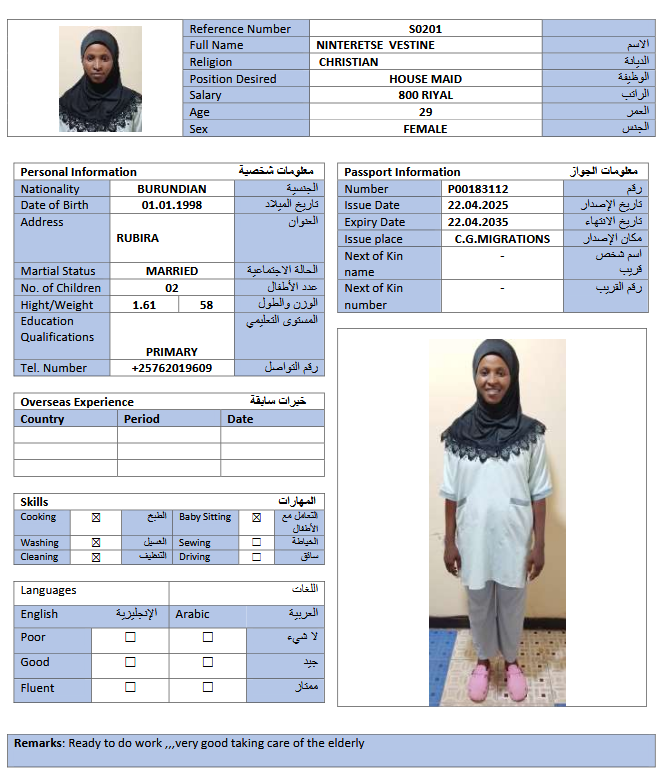 Reference Number S0201
Full Name NINTERETSE VESTINE الاسم
Religion CHRISTIAN الديانة
Position Desired HOUSE MAID الوظيفة
Salary 800 RIYAL الراتب
Age 29 العمر
Sex FEMALE الجنس
Personal Information معلومات شخصية
Nationality BURUNDIAN الجنسية
Date of Birth 01.01.1998 تاريخ الميلاد
Address RUBIRA العنوان
Martial Status MARRIED الحالة الاجتماعية
No. of Children 02 عدد الأطفال
Hight/Weight 1.61 58 الوزن والطول
Education المستوى التعليمي
Qualifications
PRIMARY
Tel. Number +25762019609 رقم التواصل
Passport Information معلومات الجواز
Number P00183112 رقم
Issue Date 22.04.2025 تاريخ الإصدار
Expiry Date 22.04.2035 تاريخ الانتهاء
Issue place C.G.MIGRATIONS مكان الإصدار
Next of Kin - اسم شخص
name قريب
Next of Kin - رقم القريب
number
Overseas Experience خبرات سابقة
Country Period Date
Skills المهارات
Cooking ☒ الطبخ Baby Sitting ☒ التعامل مع
الأطفال
Washing ☒ الغسيل Sewing ☐ الخياطة
Cleaning ☒ التنظيف Driving ☐ سائق
Languages اللغات
English الإنجليزية Arabic العربية
Poor ☐ ☐ لا شيء
Good ☐ ☐ جيد
Fluent ☐ ☐ ممتاز
Remarks: Ready to do work ,,,very good taking care of the elderly